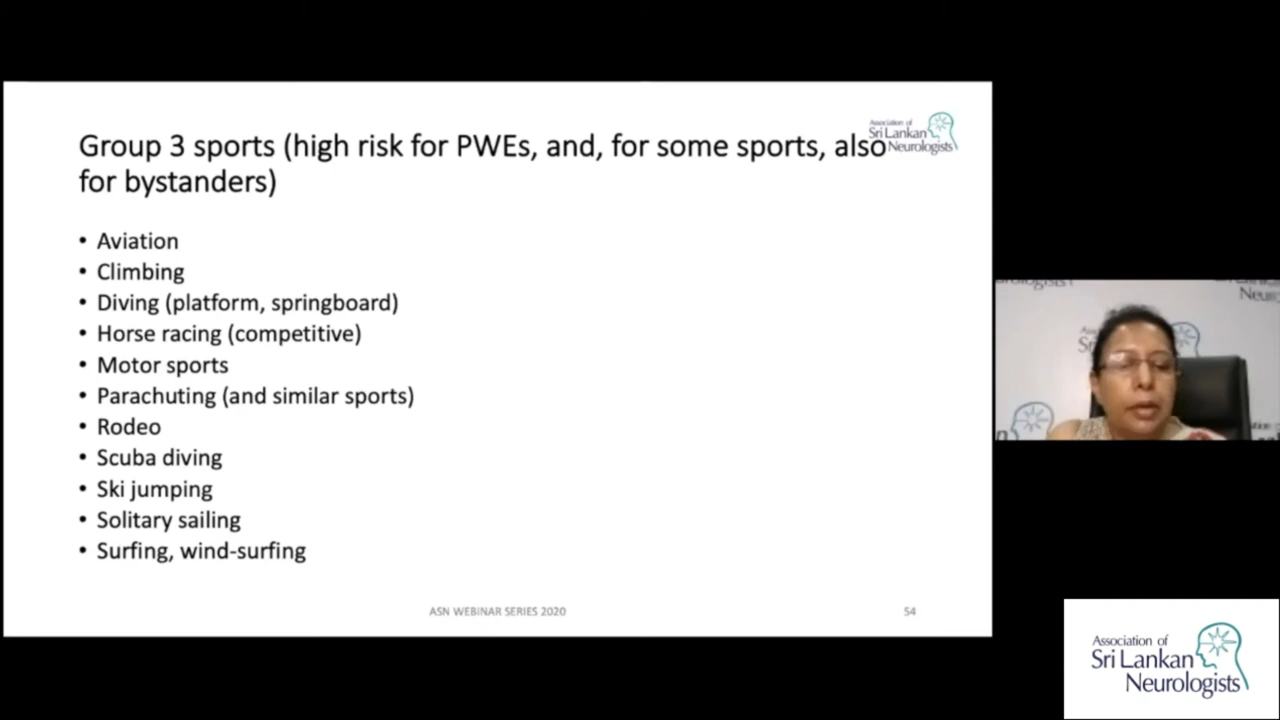 Group 3 sports (high risk for PWEs, and, for some sports, also
for bystanders)
Association of
Sri Lankan
Neurologists
• Aviation
• Climbing
• Diving (platform, springboard)
• Horse racing (competitive)
• Motor sports
• Parachuting (and similar sports)
• Rodeo
• Scuba diving
• Ski jumping
• Solitary sailing
• Surfing, wind-surfing
ASN WEBINAR SERIES 2020
54
Association of
Sri Lankan
Neurologists